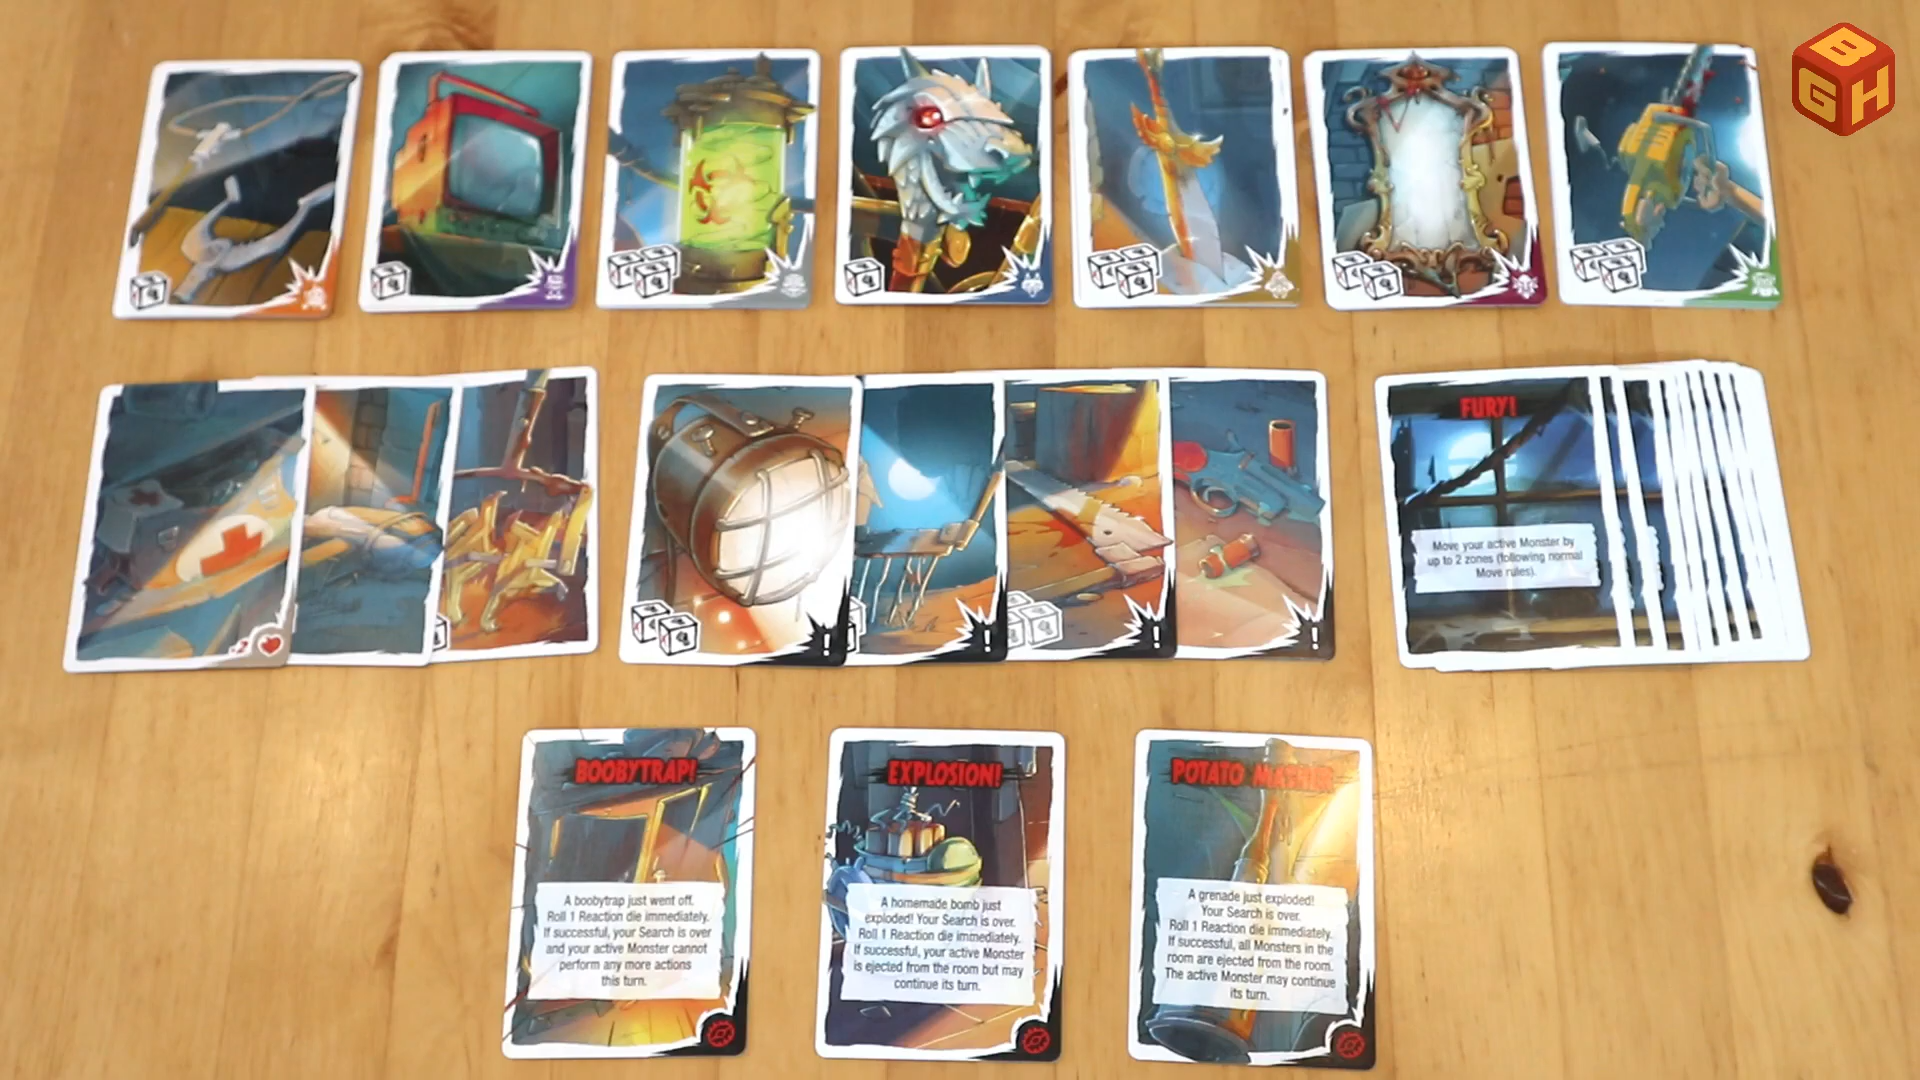 B
G H
FURY!
Move your active Monster by
up to 2 zones (following normal
Move rules).
+2
!
!
!
!
BOOBYTRAP!
A boobytrap just went off.
Roll 1 Reaction die immediately.
If successful, your Search is over
and your active Monster cannot
perform any more actions
this turn.
EXPLOSION!
A homemade bomb just
exploded! Your Search is over.
Roll 1 Reaction die immediately.
If successful, your active Monster
is ejected from the room but may
continue its turn.
POTATO MASHER
A grenade just exploded!
Your Search is over.
Roll 1 Reaction die immediately.
If successful, all Monsters in the
room are ejected from the room.
The active Monster may continue
its turn.